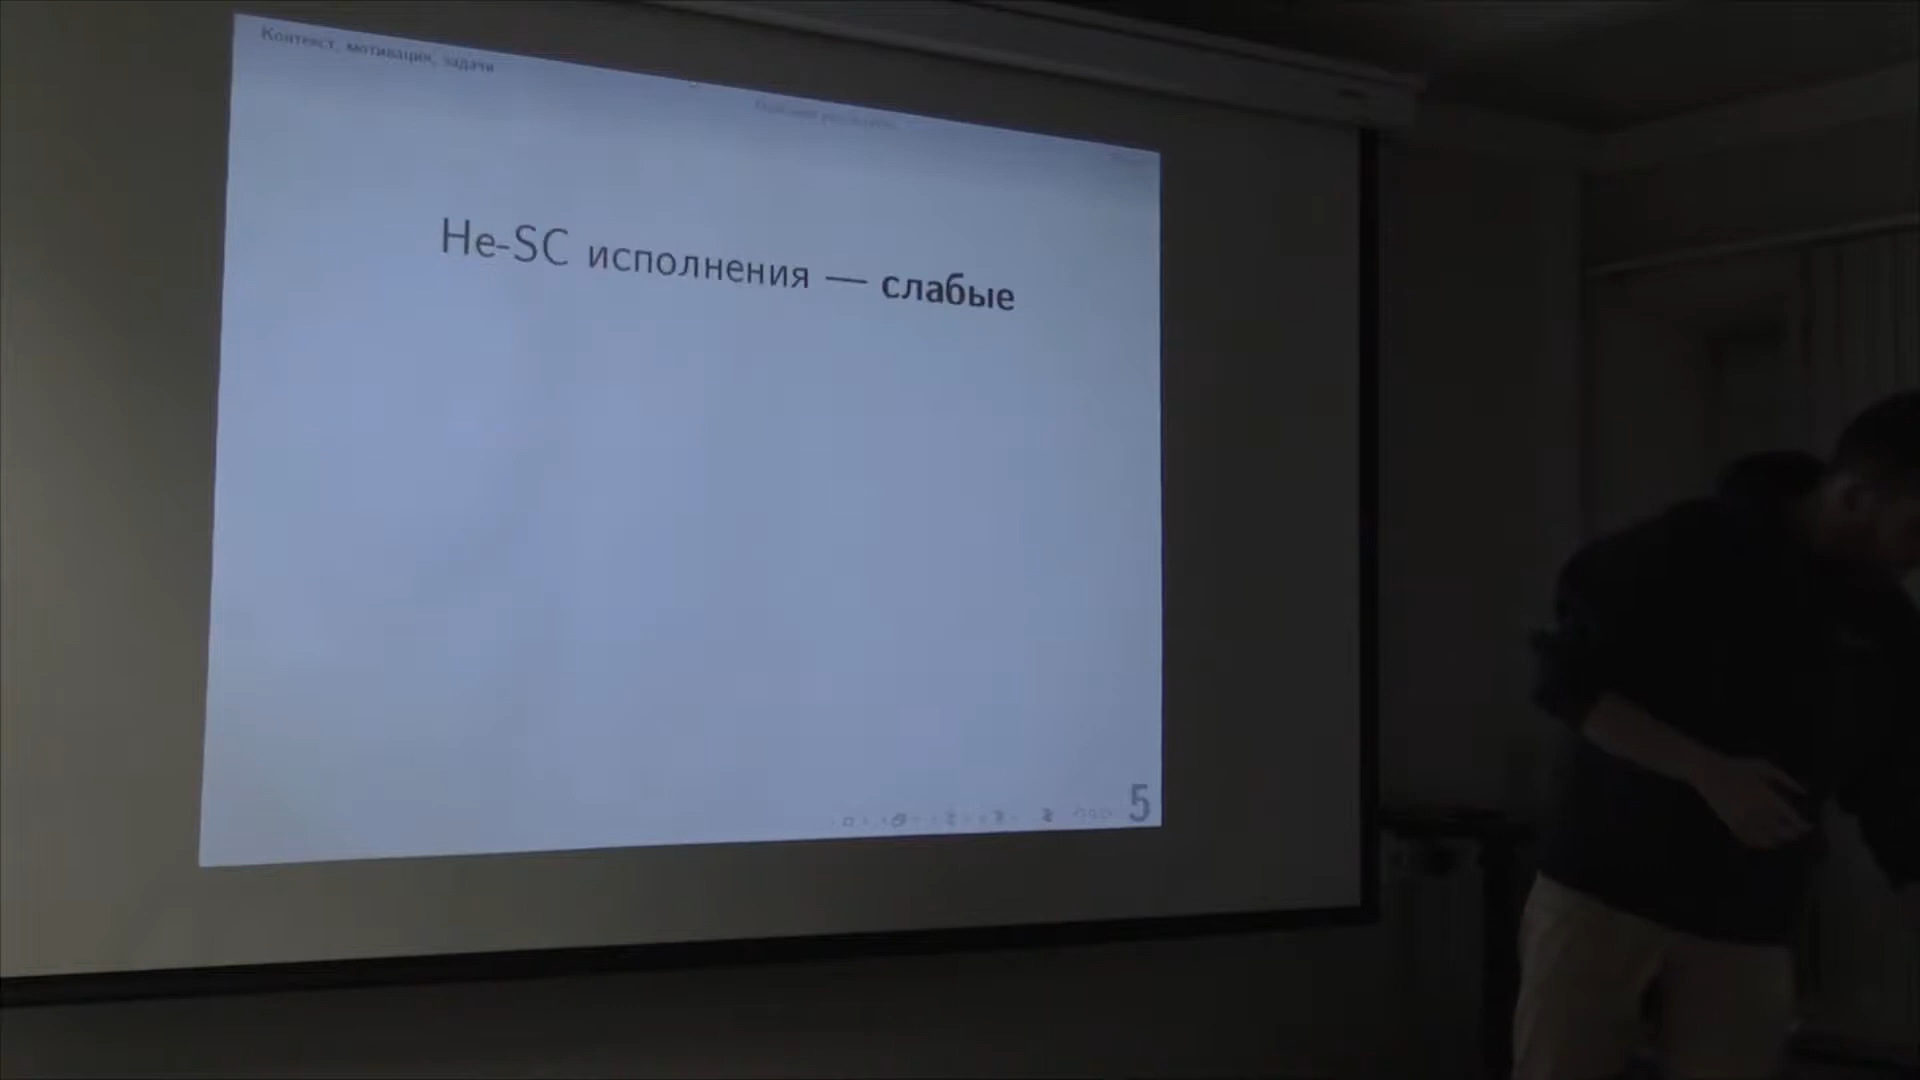 Контекст, мотивация, задачи
Не-SC исполнения — слабые
5